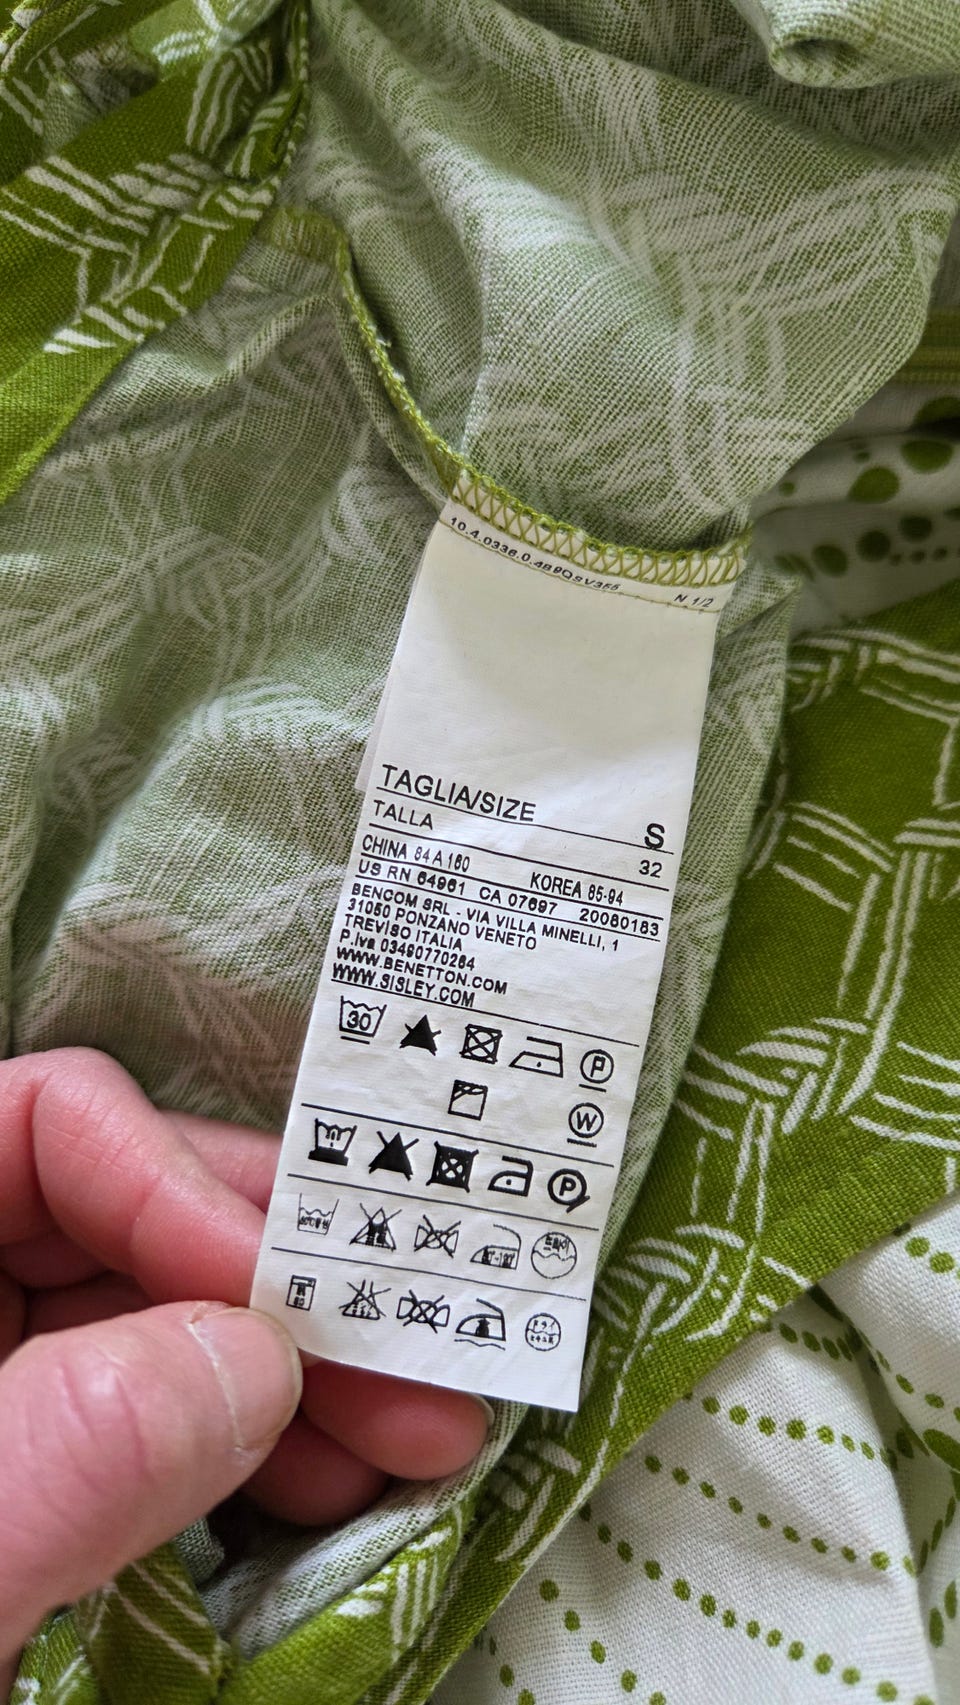 10.4.0336.0.4B9QSV355
N 1/2
TAGLIA/SIZE S
TALLA 32
CHINA 84 A 160 KOREA 85-94
US RN 64961 CA 07697 20080183
BENCOM SRL - VIA VILLA MINELLI, 1
31050 PONZANO VENETO
TREVISO ITALIA
P.Iva 03490770264
WWW.BENETTON.COM
WWW.SISLEY.COM
30 P
W
P